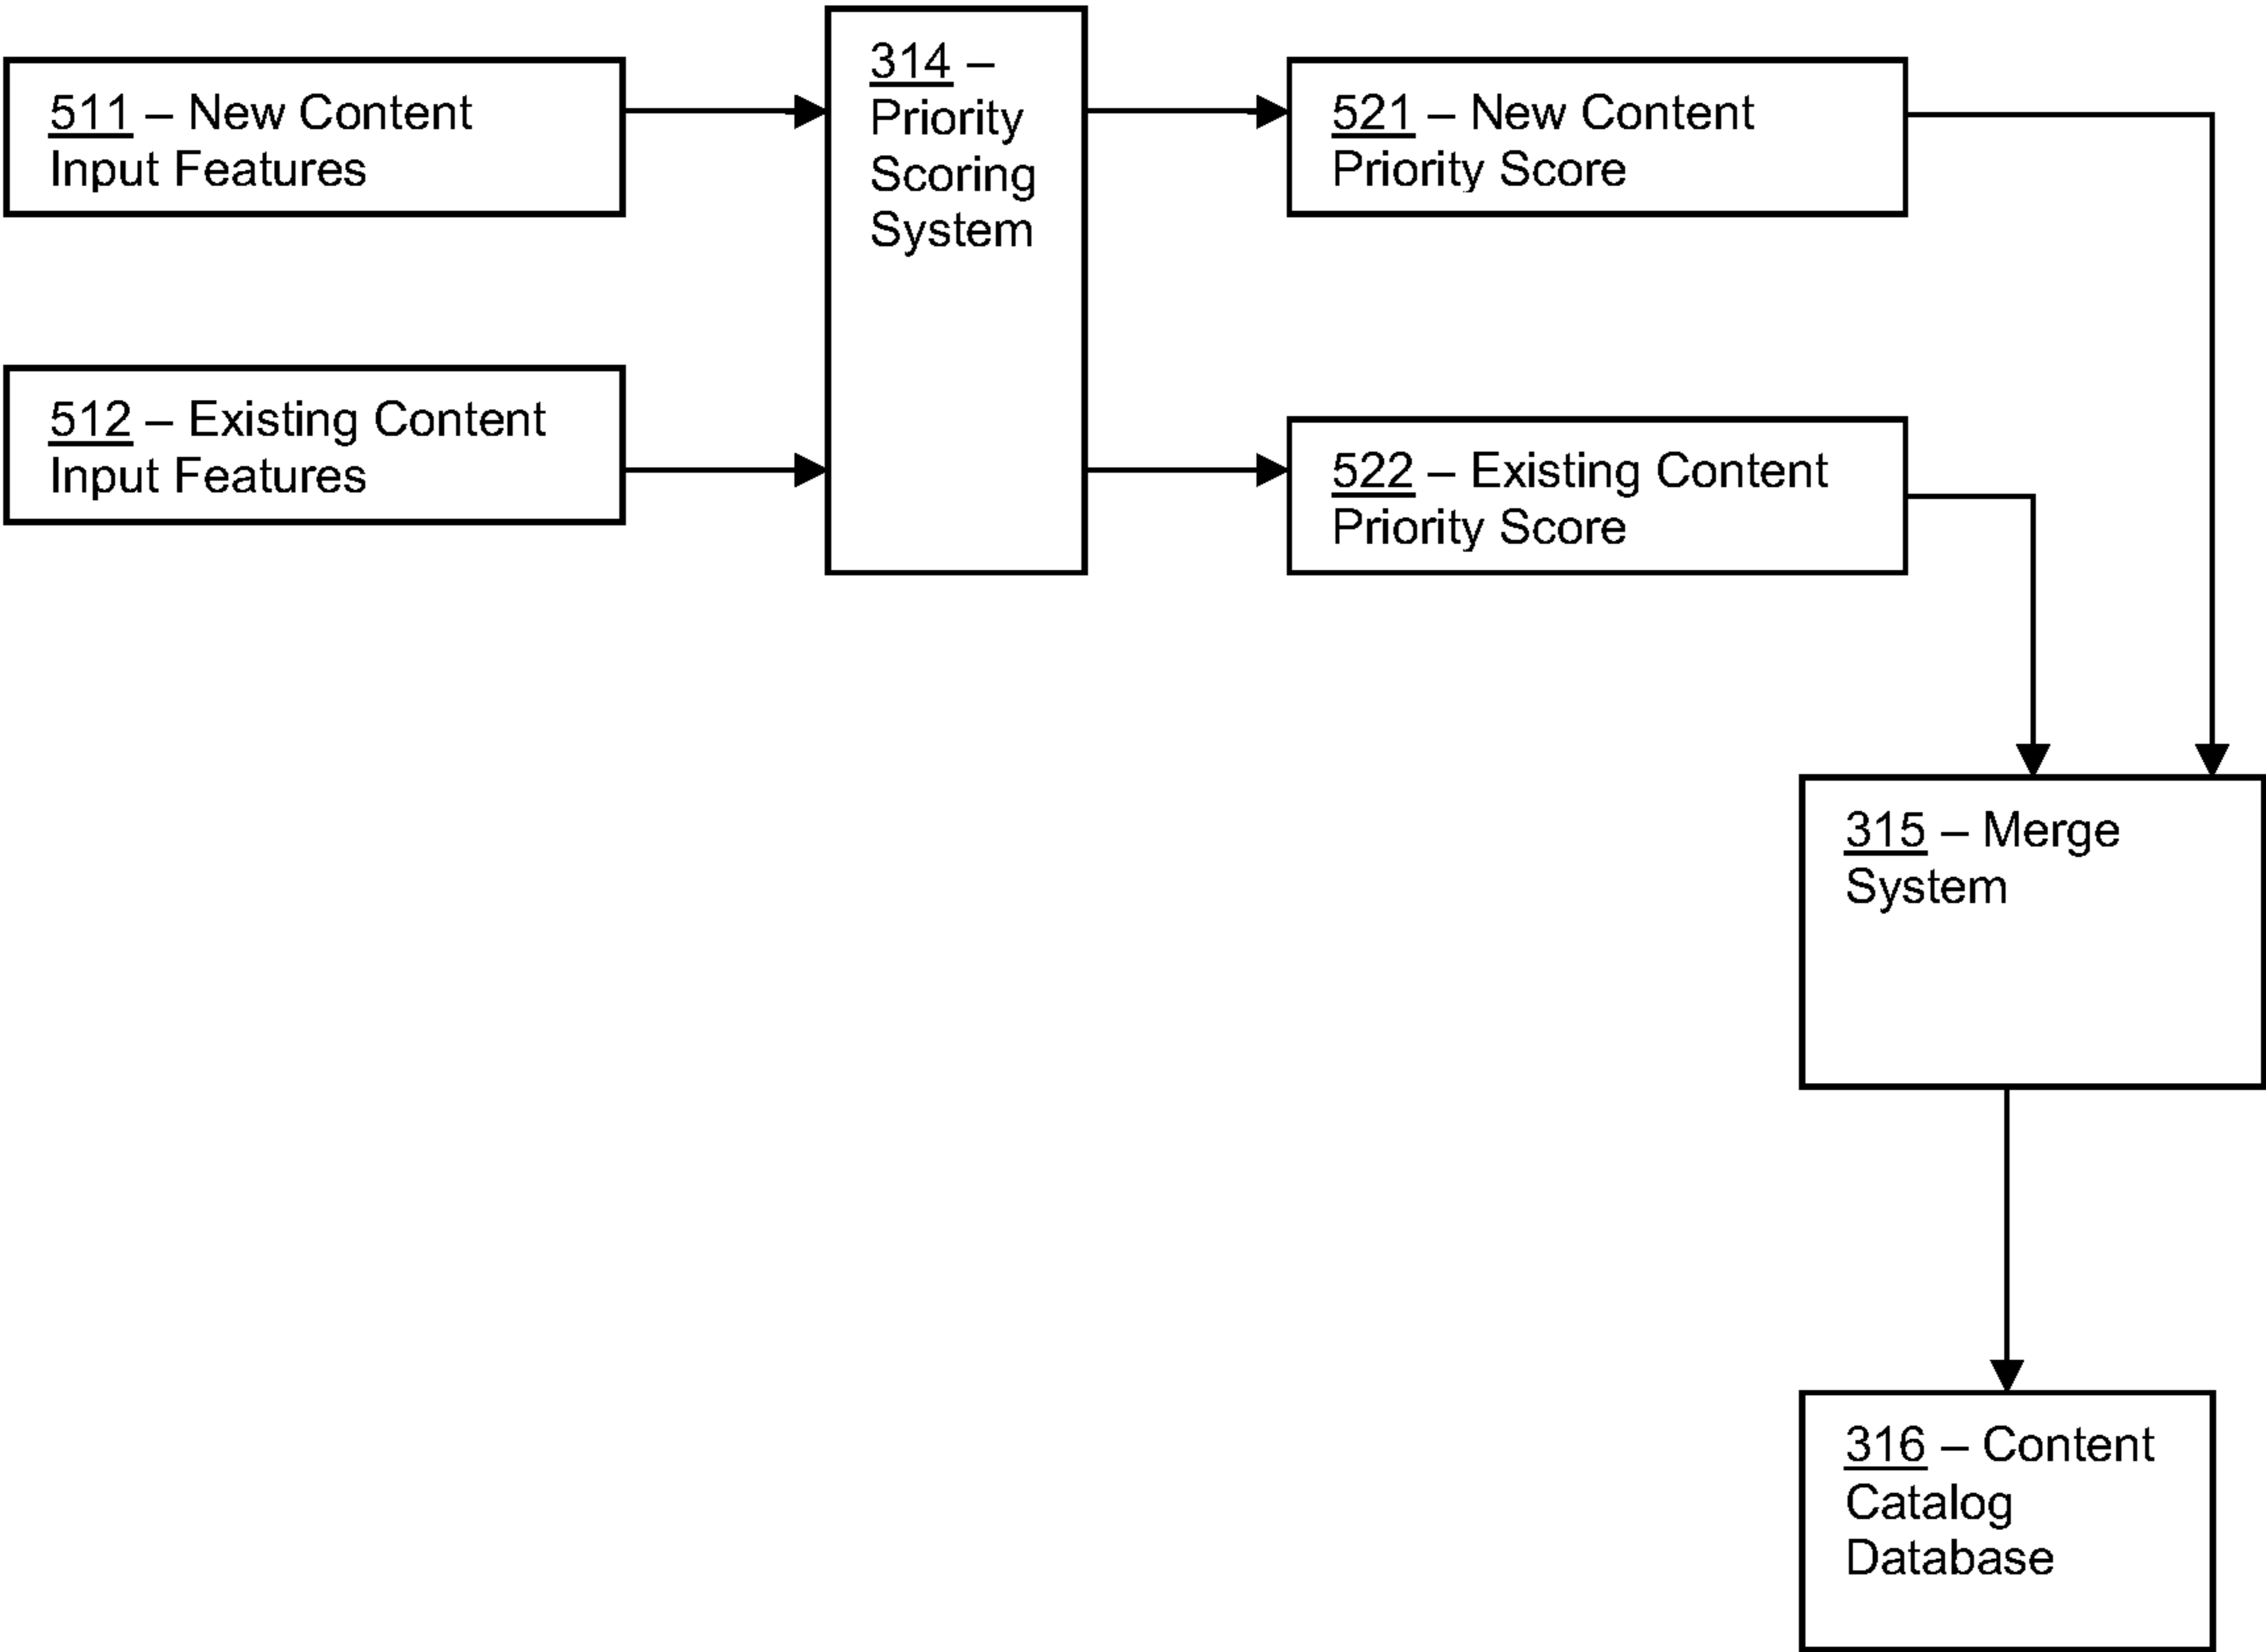 511 – New Content
Input Features
314 –
Priority
Scoring
System
521 – New Content
Priority Score
512 – Existing Content
Input Features
522 – Existing Content
Priority Score
315 – Merge
System
316 – Content
Catalog
Database